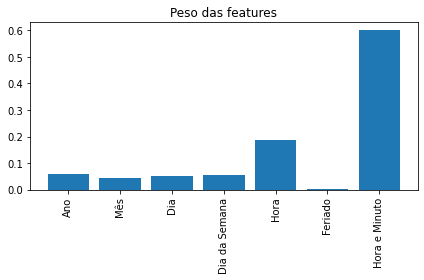 Peso das features
0.6
0.5
0.4
0.3
0.2
0.1
0.0
Ano
Mês
Dia
Dia da Semana
Hora
Feriado
Hora e Minuto